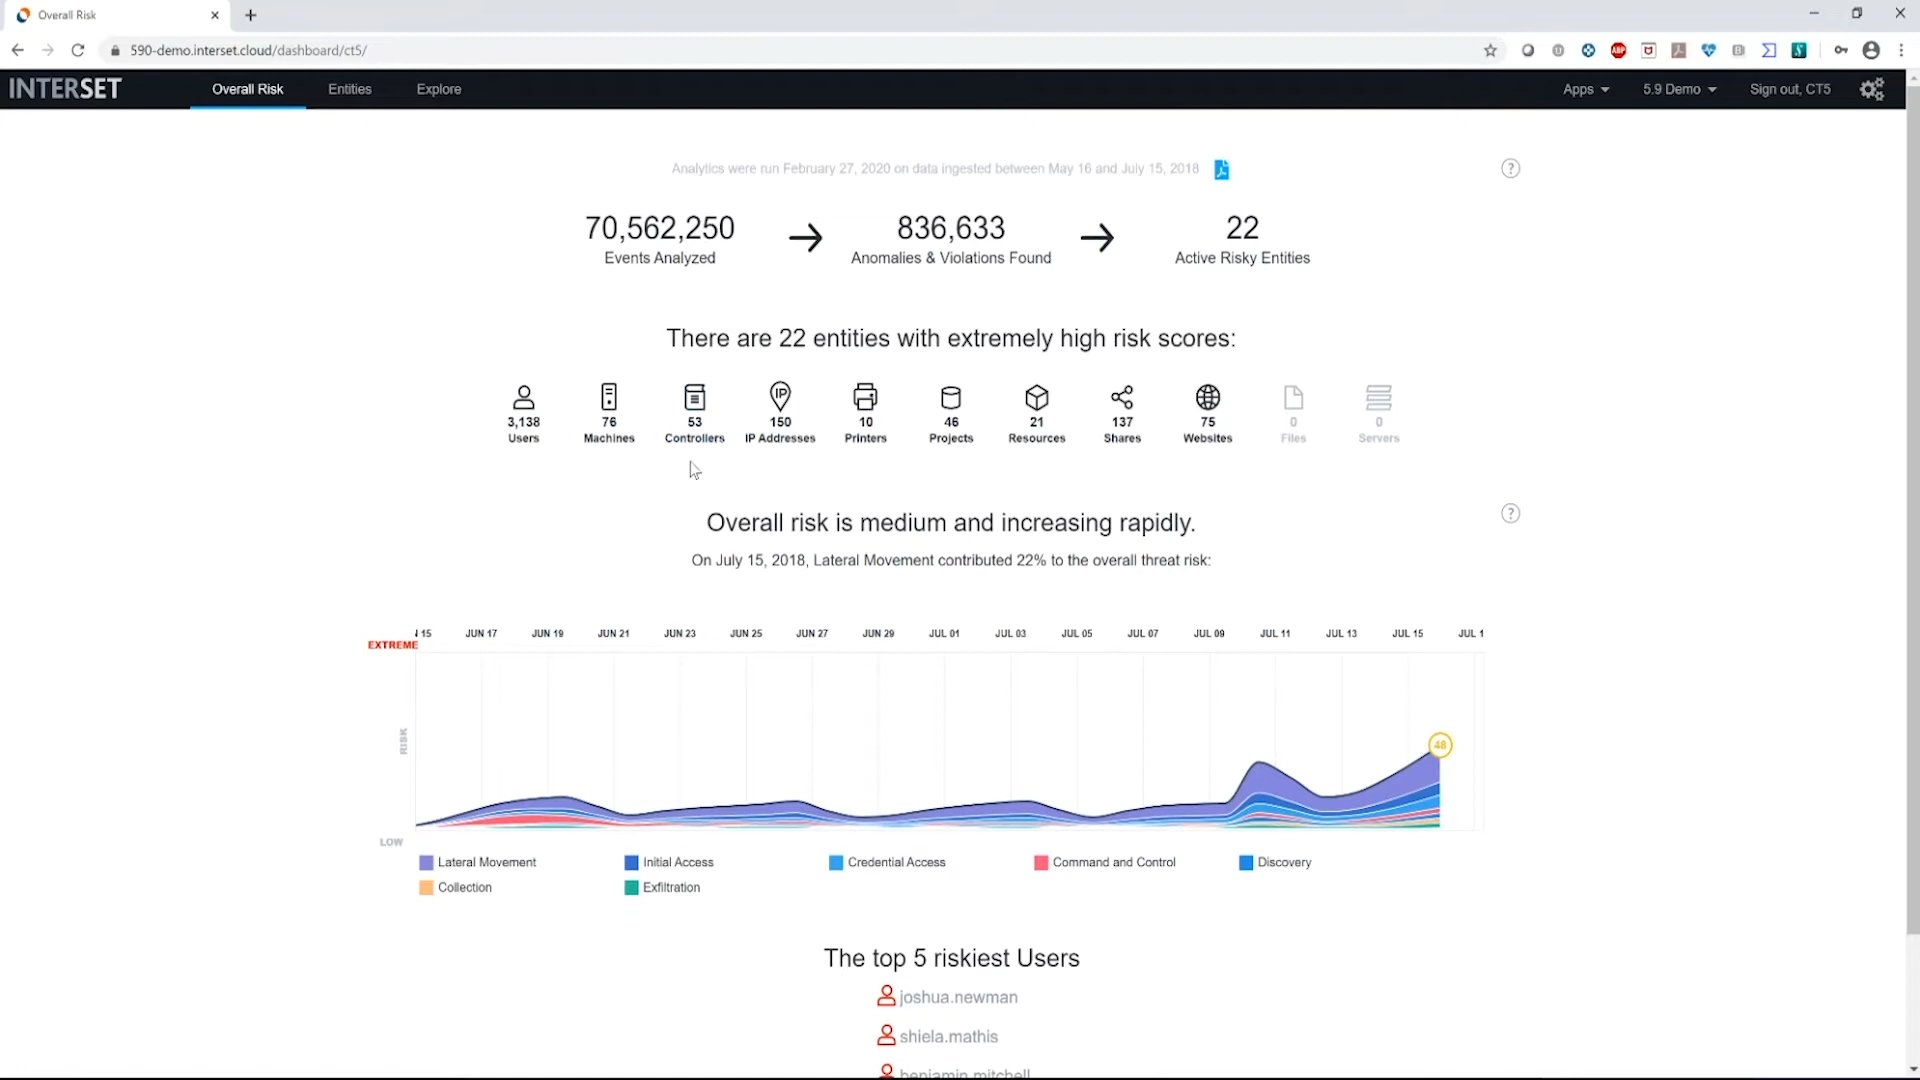 Overall Risk
590-demo.interset.cloud/dashboard/ct5/
ABP
INTERSET
Overall Risk
Entities
Explore
Apps
5.9 Demo
Sign out, CT5
Analytics were run February 27, 2020 on data ingested between May 16 and July 15, 2018
?
70,562,250
Events Analyzed
836,633
Anomalies & Violations Found
22
Active Risky Entities
There are 22 entities with extremely high risk scores:
3,138
Users
76
Machines
53
Controllers
IP
150
IP Addresses
10
Printers
46
Projects
21
Resources
137
Shares
75
Websites
0
Files
0
Servers
Overall risk is medium and increasing rapidly.
?
On July 15, 2018, Lateral Movement contributed 22% to the overall threat risk:
15 JUN 17 JUN 19 JUN 21 JUN 23 JUN 25 JUN 27 JUN 29 JUL 01 JUL 03 JUL 05 JUL 07 JUL 09 JUL 11 JUL 13 JUL 15 JUL 1
EXTREME
RISK
48
LOW
Lateral Movement
Initial Access
Credential Access
Command and Control
Discovery
Collection
Exfiltration
The top 5 riskiest Users
joshua.newman
shiela.mathis
benjamin.mitchell